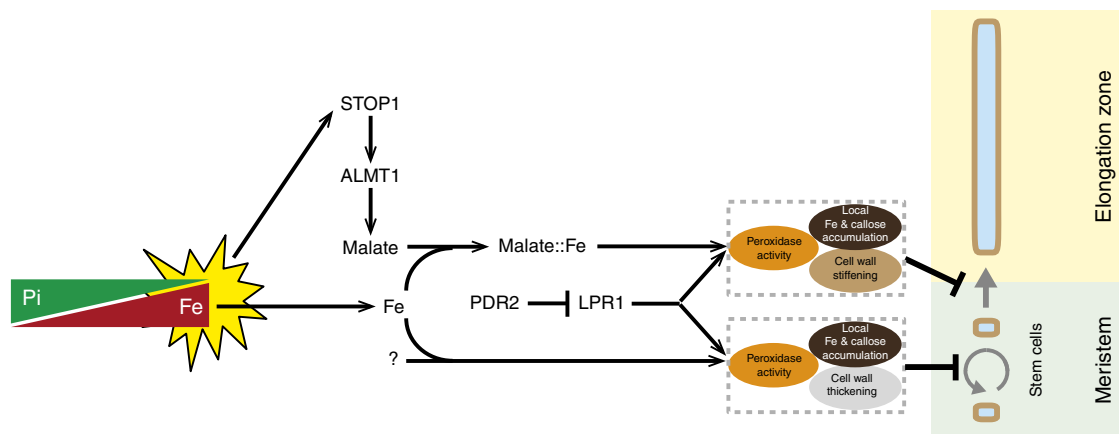 STOP1
ALMT1
Malate
Malate::Fe
Pi
Fe
Fe
PDR2
LPR1
?
Peroxidase
activity
Local
Fe & callose
accumulation
Cell wall
stiffening
Peroxidase
activity
Local
Fe & callose
accumulation
Cell wall
thickening
Elongation zone
Stem cells
Meristem